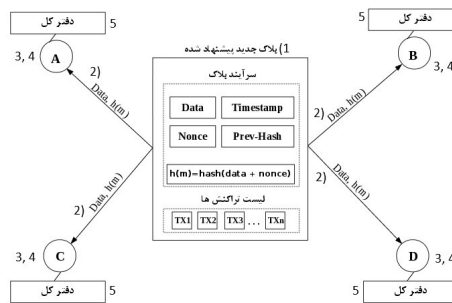 5
دفتر کل
3, 4
A
2)
Data, h(m)
5
دفتر کل
B
3, 4
2)
Data, h(m)
1) بلاک جدید پیشنهاد شده
سرآیند بلاک
Data
Timestamp
Nonce
Prev-Hash
h(m)=hash(data + nonce)
لیست تراکنش ها
TX1 TX2 TX3 ... TXn
2)
Data, h(m)
3, 4
C
دفتر کل
5
2)
Data, h(m)
D
3, 4
دفتر کل
5